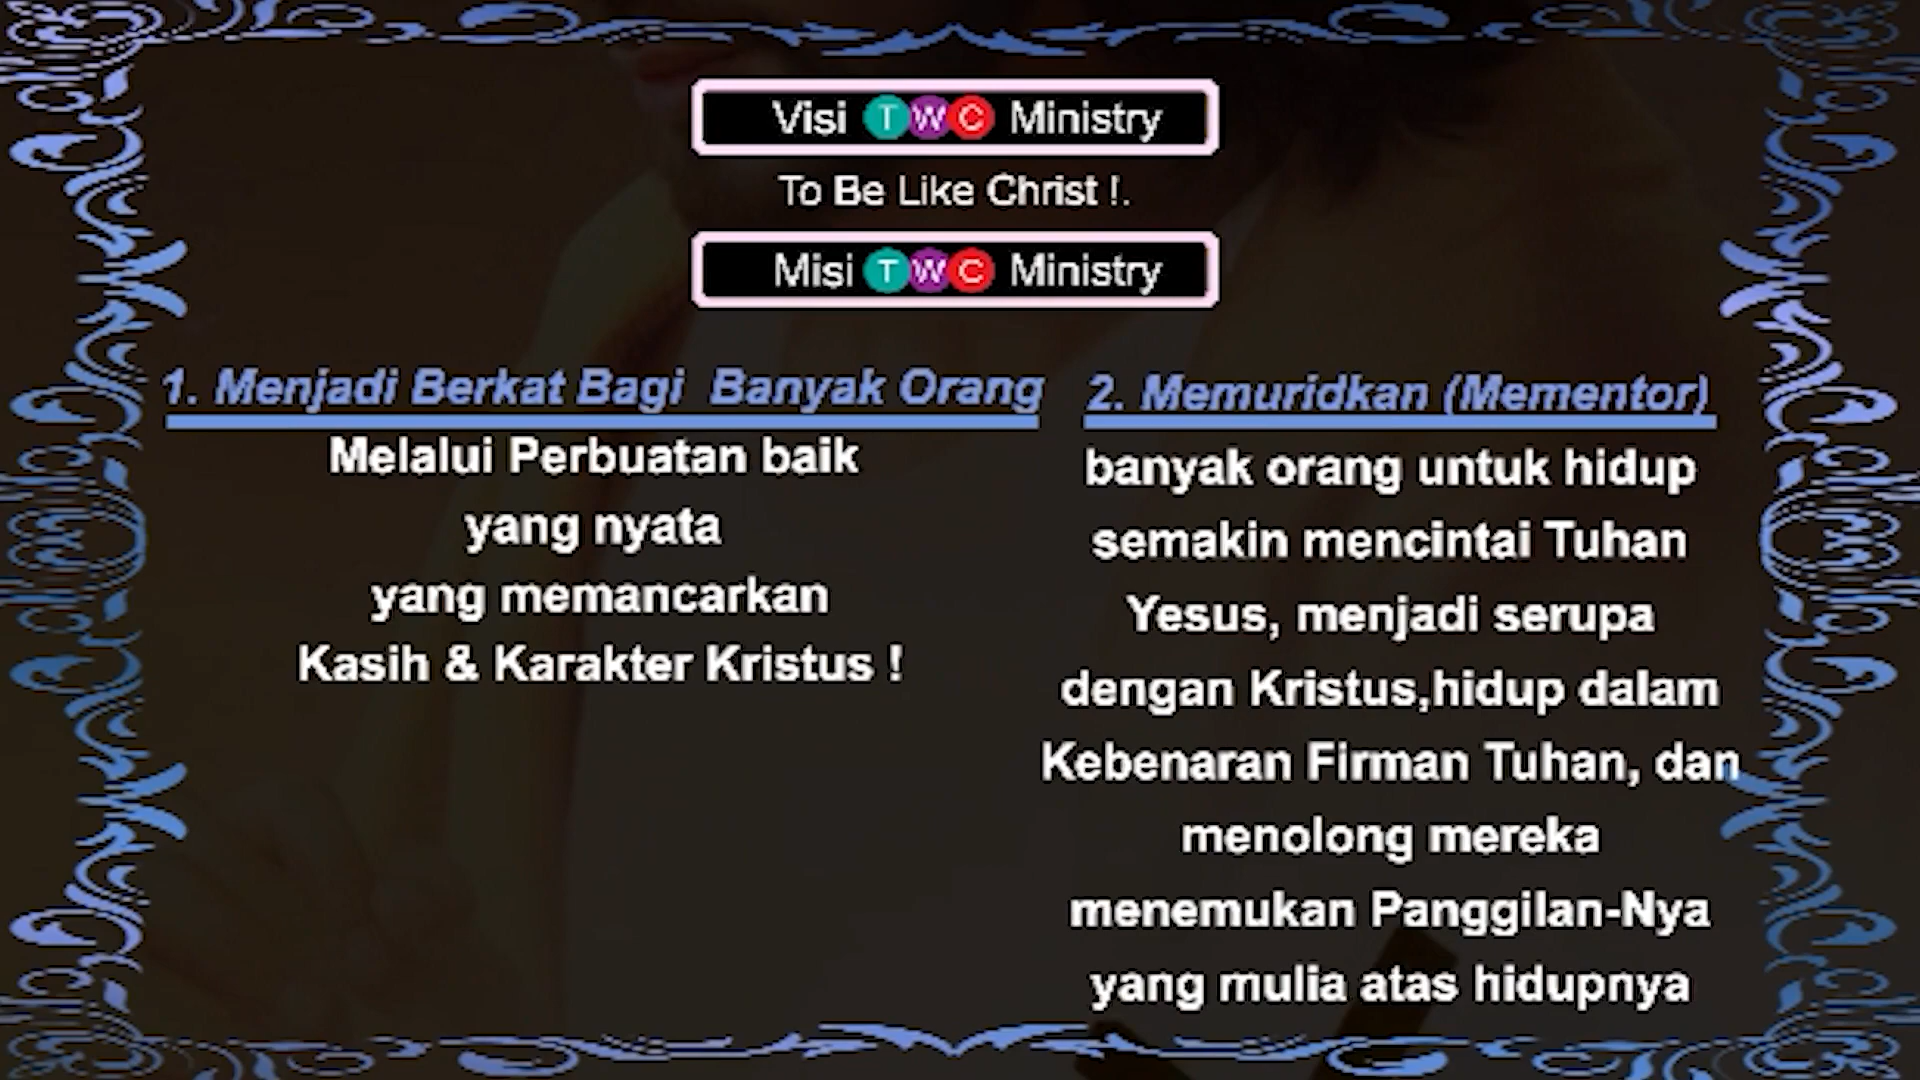 Visi TWC Ministry
To Be Like Christ !.
Misi TWC Ministry
1. Menjadi Berkat Bagi Banyak Orang
Melalui Perbuatan baik
yang nyata
yang memancarkan
Kasih & Karakter Kristus !
2. Memuridkan (Mementor)
banyak orang untuk hidup
semakin mencintai Tuhan
Yesus, menjadi serupa
dengan Kristus,hidup dalam
Kebenaran Firman Tuhan, dan
menolong mereka
menemukan Panggilan-Nya
yang mulia atas hidupnya